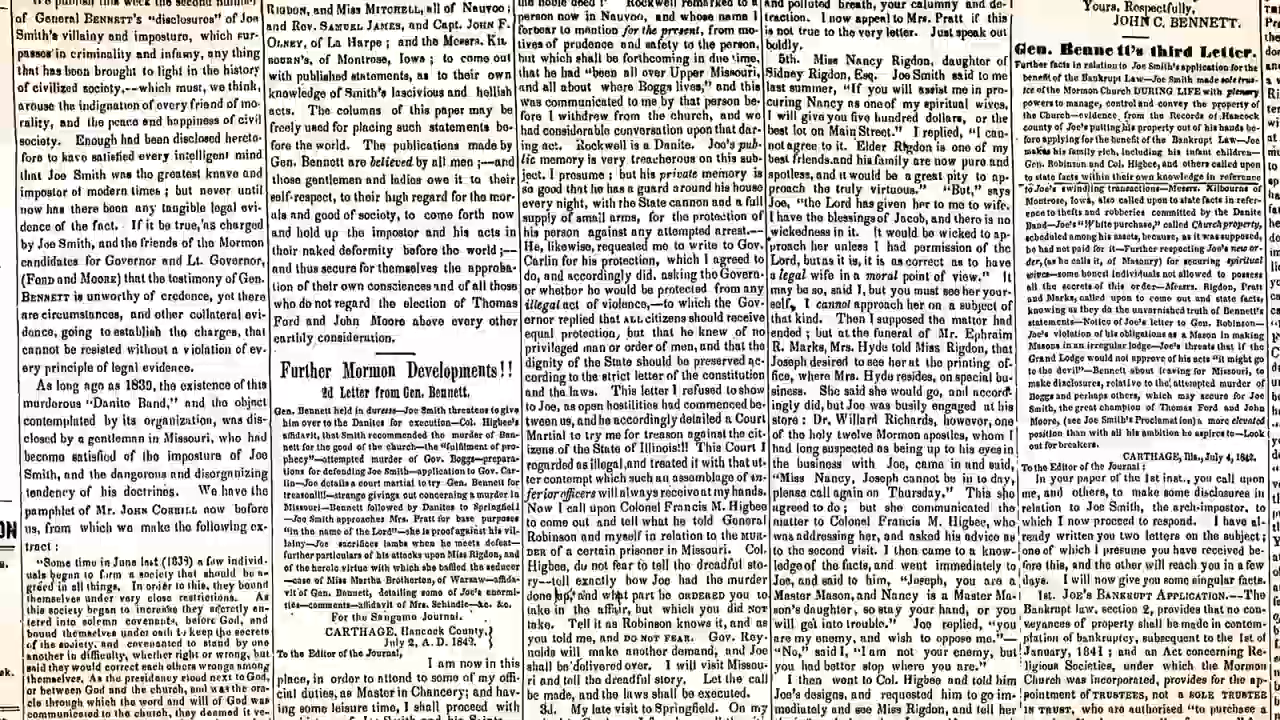 of General BENNETT's "disclosures" of Joe
Smith's villainy and imposture, which sur-
passes in criminality and infamy, any thing
that has been brought to light in the history
of civilized society,--which must, we think,
arouse the indignation of every friend of mo-
rality, and the peace and happiness of civil
society. Enough had been disclosed hereto-
fore to have satisfied every intelligent mind
that Joe Smith was the greatest knave and
impostor of modern times; but never until
now has there been any tangible legal evi-
dence of the fact. If it be true, as charged
by Joe Smith, and the friends of the Mormon
candidates for Governor and Lt. Governor,
(FORD and MOORE) that the testimony of Gen.
BENNETT is unworthy of credence, yet there
are circumstances, and other collateral evi-
dence, going to establish the charges, that
cannot be resisted without a violation of ev-
ery principle of legal evidence.
As long ago as 1839, the existence of this
murderous "Danite Band," and the object
contemplated by its organization, was dis-
closed by a gentleman in Missouri, who had
become satisfied of the imposture of Joe
Smith, and the dangerous and disorganizing
tendency of his doctrines. We have the
pamphlet of Mr. JOHN CORRILL now before
us, from which we make the following ex-
tract:
"Some time in June last (1839) a few individ-
uals began to form a society that should be a-
greed in all things. In order to this, they bound
themselves under very close restrictions. As
this society began to increase they secretly en-
tered into solemn covenants, before God, and
bound themselves under oath to keep the secrets
of the society, and covenanted to stand by one
another in difficulty, whether right or wrong, but
said they would correct each others wrongs among
themselves. As the presidency stood next to God,
or between God and the church, and was the ora-
cle through which the word and will of God was
communicated to the church, they deemed it ve-
RIGDON, and Miss MITCHELL, all of Nauvoo;
and Rev. SAMUEL JAMES, and Capt. JOHN F.
OLNEY, of La Harpe; and the Messrs. KIL
BOURN's, of Montrose, Iowa; to come out
with published statements, as to their own
knowledge of Smith's lascivious and hellish
acts. The columns of this paper may be
freely used for placing such statements be-
fore the world. The publications made by
Gen. Bennett are believed by all men;--and
those gentlemen and ladies owe it to their
self-respect, to their high regard for the mor-
als and good of society, to come forth now
and hold up the impostor and his acts in
their naked deformity before the world;--
and thus secure for themselves the approba-
tion of their own consciences and of all those
who do not regard the election of Thomas
Ford and John Moore above every other
earthly consideration.
Further Mormon Developments!!
2d Letter from Gen. Bennett.
Gen. Bennett held in duress--Joe Smith threatens to give
him over to the Danites for execution--Col. Higbee's
affidavit, that Smith recommended the murder of Ben-
nett for the good of the church--the "fulfilment of pro-
phecy"--attempted murder of Gov. Boggs--prepara-
tions for defending Joe Smith--application to Gov. Car-
lin--Joe details a court martial to try Gen. Bennett for
treason!!!--strange givings out concerning a murder in
Missouri--Bennett followed by Danites to Springfield
--Joe Smith approaches Mrs. Pratt for base purposes
"in the name of the Lord"--she is proof against his vil-
lainy--Joe sacrifices lambs when he meets defeat--
further particulars of his attacks upon Miss Rigdon, and
of the heroic virtue with which she baffled the seducer
--case of Miss Martha Brotherton, of Warsaw--affida-
vit of Gen. Bennett, detailing some of Joe's enormi-
ties--comments--affidavit of Mrs. Schindle--&c. &c.
For the Sangamo Journal.
CARTHAGE, Hancock County,
July 2, A. D. 1842.
To the Editor of the Journal,
I am now in this
place, in order to attend to some of my offi-
cial duties, as Master in Chancery; and hav-
ing some leisure time, I shall proceed with
the noble deed!" Rockwell remarked to a
person now in Nauvoo, and whose name I
forbear to mention for the present, from mo-
tives of prudence and safety to the person,
but which shall be forthcoming in due time,
that he had "been all over Upper Missouri,
and all about where Boggs lives," and this
was communicated to me by that person be-
fore I withdrew from the church, and we
had considerable conversation upon that dar-
ing act. Rockwell is a Danite. Joe's pub-
lic memory is very treacherous on this sub-
ject, I presume; but his private memory is
so good that he has a guard around his house
every night, with the State cannon and a full
supply of small arms, for the protection of
his person against any attempted arrest.--
He, likewise, requested me to write to Gov.
Carlin for his protection, which I agreed to
do, and accordingly did, asking the Govern-
or whether he would be protected from any
illegal act of violence,--to which the Gov-
ernor replied that ALL citizens should receive
equal protection, but that he knew of no
privileged man or order of men, and that the
dignity of the State should be preserved ac-
cording to the strict letter of the constitution
and the laws. This letter I refused to show
to Joe, as open hostilities had commenced be-
tween us, and he accordingly detailed a Court
Martial to try me for treason against the cit-
izens of the State of Illinois!!! This Court I
regarded as illegal, and treated it with that ut-
ter contempt which such an assemblage of in-
ferior officers will always receive at my hands.
Now I call upon Colonel Francis M. Higbee
to come out and tell what he told General
Robinson and myself in relation to the MUR-
DER of a certain prisoner in Missouri. Col.
Higbee, do not fear to tell the dreadful sto-
ry--tell exactly how Joe had the murder
done up, and what part he ORDERED you to
take in the affair, but which you did NOT
take. Tell it as Robinson knows it, and as
you told me, and DO NOT FEAR. Gov. Rey-
nolds will make another demand, and Joe
shall be delivered over. I will visit Missou-
ri and tell the dreadful story. Let the call
be made, and the laws shall be executed.
3d. My late visit to Springfield. On my
and polluted breath, your calumny and de-
traction. I now appeal to Mrs. Pratt if this
is not true to the very letter. Just speak out
boldly.
5th. Miss Nancy Rigdon, daughter of
Sidney Rigdon, Esq. Joe Smith said to me
last summer, "If you will assist me in pro-
curing Nancy as one of my spiritual wives,
I will give you five hundred dollars, or the
best lot on Main Street." I replied, "I can-
not agree to it. Elder Rigdon is one of my
best friends, and his family are now pure and
spotless, and it would be a great pity to ap-
proach the truly virtuous." "But," says
Joe, "the Lord has given her to me to wife.
I have the blessings of Jacob, and there is no
wickedness in it. It would be wicked to ap-
proach her unless I had permission of the
Lord, but as it is, it is as correct as to have
a legal wife in a moral point of view." It
may be so, said I, but you must see her your-
self, I cannot approach her on a subject of
that kind. Then I supposed the matter had
ended; but at the funeral of Mr. Ephraim
R. Marks, Mrs. Hyde told Miss Rigdon, that
Joseph desired to see her at the printing of-
fice, where Mrs. Hyde resides, on special bu-
siness. She said she would go, and accord-
ingly did, but Joe was busily engaged at his
store: Dr. Willard Richards, however, one
of the holy twelve Mormon apostles, whom I
had long suspected as being up to his eyes in
the business with Joe, came in and said,
"Miss Nancy, Joseph cannot be in to day,
please call again on Thursday." This she
agreed to do; but she communicated the
matter to Colonel Francis M. Higbee, who
was addressing her, and asked his advice as
to the second visit. I then came to a know-
ledge of the facts, and went immediately to
Joe, and said to him, "Joseph, you are a
Master Mason, and Nancy is a Master Ma-
son's daughter, so stay your hand, or you
will get into trouble." Joe replied, "you
are my enemy, and wish to oppose me."--
"No," said I, "I am not your enemy, but
you had better stop where you are."
I then went to Col. Higbee and told him
Joe's designs, and requested him to go im-
mediately and see Miss Rigdon, and tell her
Yours, Respectfully,
JOHN C. BENNETT.
Gen. Bennett's third Letter.
Further facts in relation to Joe Smith's application for the
benefit of the Bankrupt Law--Joe Smith made sole trus-
tee of the Mormon Church DURING LIFE with plenary
powers to manage, control and convey the property of
the Church--evidence from the Records of Hancock
county of Joe's putting his property out of his hands be-
fore applying for the benefit of the Bankrupt Law--Joe
makes his family rich, including his infant children--
Gen. Robinson and Col. Higbee, and others called upon
to state facts within their own knowledge in reference
to Joe's swindling transactions--Messrs. Kilbourns of
Montrose, Iowa, also called upon to state facts in refer-
ence to thefts and robberies committed by the Danite
Band--Joe's "White purchase," called Church property,
scheduled among his assets, because, as it was supposed,
he had not paid for it--Further respecting Joe's new or-
der, (as he calls it, of Masonry) for securing spiritual
wives--some honest individuals not allowed to possess
all the secrets of this order--Messrs. Rigdon, Pratt
and Marks, called upon to come out and state facts,
knowing as they do the unvarnished truth of Bennett's
statements--Notice of Joe's letter to Gen. Robinson--
Joe's violation of his obligations as a Mason in making
Masons in an irregular lodge--Joe's threats that if the
Grand Lodge would not approve of his acts "it might go
to the devil"--Bennett about leaving for Missouri, to
make disclosures, relative to the attempted murder of
Boggs and perhaps others, which may secure for Joe
Smith, the great champion of Thomas Ford and John
Moore, (see Joe Smith's Proclamation) a more elevated
position than with all his ambition he aspires to--Look
out for breakers.
CARTHAGE, Ills., July 4, 1842.
To the Editor of the Journal:
In your paper of the 1st inst., you call upon
me, and others, to make some disclosures in
relation to Joe Smith, the arch-impostor, to
which I now proceed to respond. I have al-
ready written you two letters on the subject;
one of which I presume you have received be-
fore this, and the other will reach you in a few
days. I will now give you some singular facts.
1st. JOE'S BANKRUPT APPLICATION.--The
Bankrupt law, section 2, provides that no con-
veyances of property shall be made in contem-
plation of bankruptcy, subsequent to the 1st of
January, 1841; and an Act concerning Re-
ligious Societies, under which the Mormon
Church was incorporated, provides for the ap-
pointment of TRUSTEES, not a SOLE TRUSTEE
IN TRUST, who are authorised "to purchase a